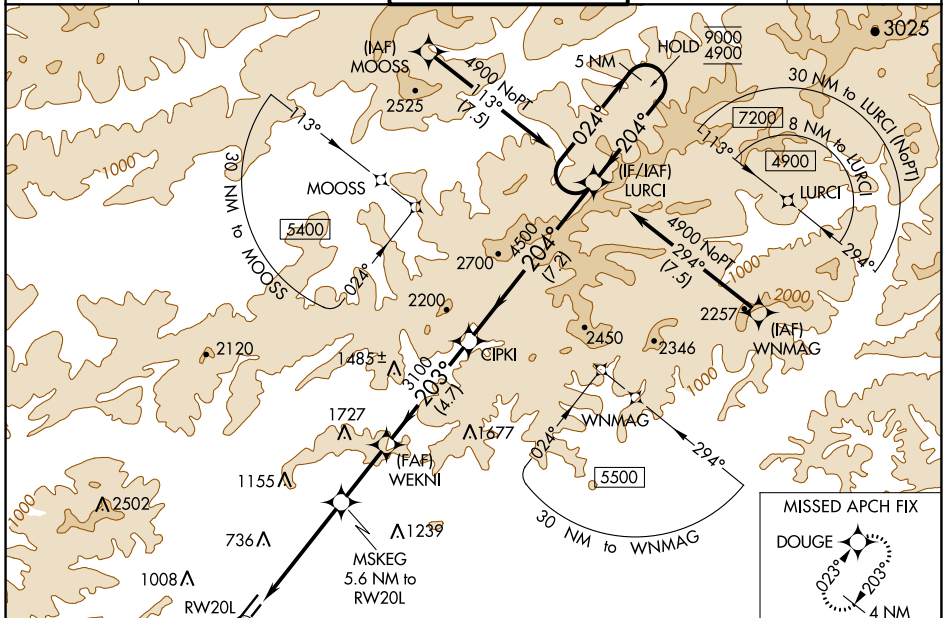 3025
(IAF)
MOOSS
4900 NoPT
113°
(7.5)
2525
5 NM
HOLD
9000
4900
024°
204°
(IE/IAF)
LURCI
30 NM to LURCI (NoPT)
7200
8 NM to LURCI
4900
113°
LURCI
294°
1000
113°
30 NM to MOOSS
MOOSS
5400
024°
2700
4500
204°
(7.2)
4900 NoPT
294°
(7.5)
1000
2000
2257
(IAF)
WNMAG
2200
2120
1485±
CIPKI
3100
203°
(4.7)
2450
2346
1000
1727
1677
(FAF)
WEKNI
WNMAG
024°
294°
5500
30 NM to WNMAG
1155
1000
2502
736
1239
MSKEG
5.6 NM to
RW20L
1008
RW20L
MISSED APCH FIX
DOUGE
023°
203°
4 NM